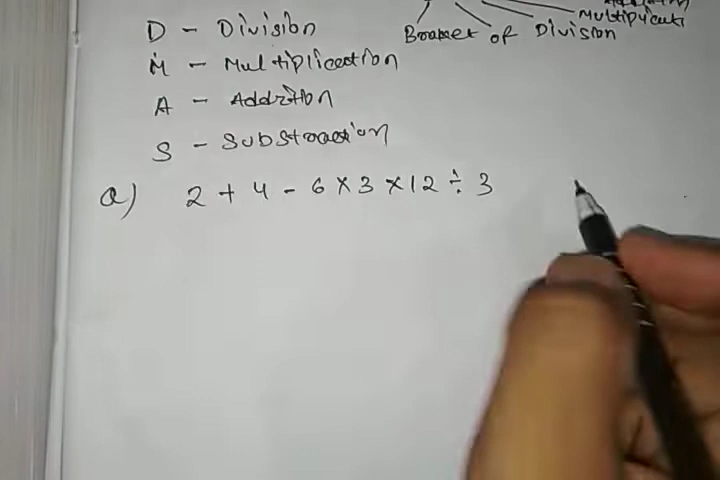 Multiplicati
D - Division
Bracket of Division
M - Multiplication
A - Addition
S - Substraction
a) 2 + 4 - 6 × 3 × 12 ÷ 3